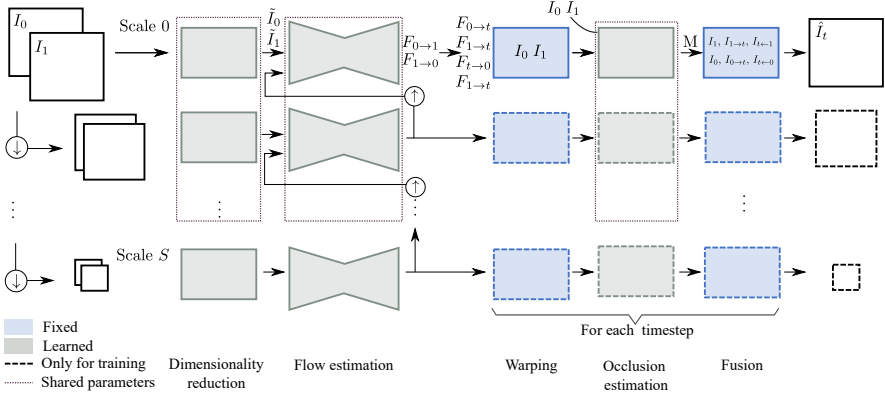 I₀
I₁
Scale 0
Ĩ₀
Ĩ₁
F₀→₁
F₁→₀
F₀→t
F₁→t
Ft→₀
F₁→t
I₀ I₁
I₀ I₁
M
I₁, I₁→t, It←₁
I₀, I₀→t, It←₀
Ît
↓
↑
↑
⋮
⋮
⋮
⋮
↓
Scale S
For each timestep
Fixed
Learned
Only for training
Shared parameters
Dimensionality
reduction
Flow estimation
Warping
Occlusion
estimation
Fusion